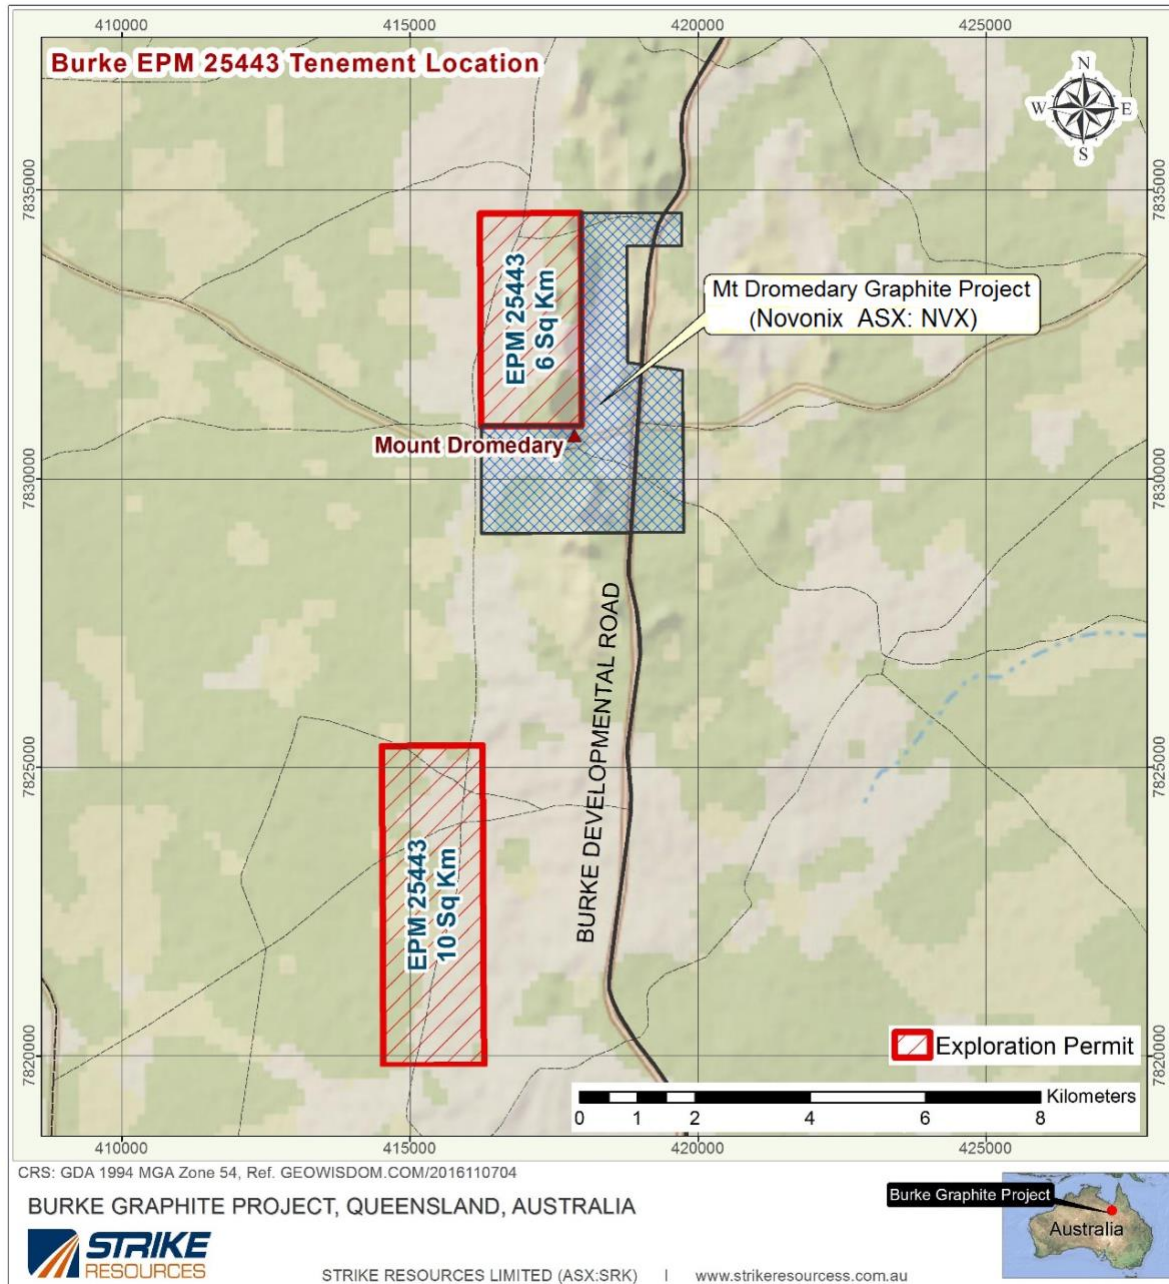 410000
415000
420000
425000
Burke EPM 25443 Tenement Location
N
W
E
S
7835000
7835000
EPM 25443
6 Sq Km
Mt Dromedary Graphite Project
(Novonix ASX: NVX)
Mount Dromedary
7830000
7830000
BURKE DEVELOPMENTAL ROAD
7825000
7825000
EPM 25443
10 Sq Km
7820000
7820000
Exploration Permit
Kilometers
0
1
2
4
6
8
410000
415000
420000
425000
CRS: GDA 1994 MGA Zone 54, Ref. GEOWISDOM.COM/2016110704
BURKE GRAPHITE PROJECT, QUEENSLAND, AUSTRALIA
Burke Graphite Project
Australia
STRIKE
RESOURCES
STRIKE RESOURCES LIMITED (ASX:SRK) | www.strikeresourcess.com.au